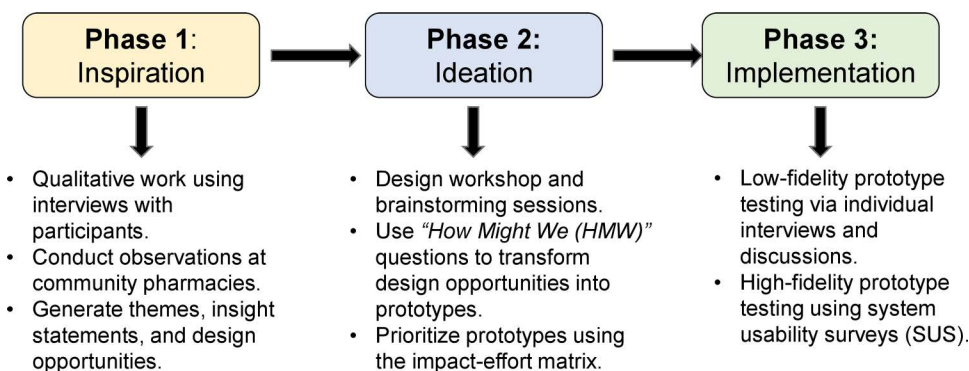 Phase 1:
Inspiration
Phase 2:
Ideation
Phase 3:
Implementation
• Qualitative work using
interviews with
participants.
• Conduct observations at
community pharmacies.
• Generate themes, insight
statements, and design
opportunities.
• Design workshop and
brainstorming sessions.
• Use “How Might We (HMW)”
questions to transform
design opportunities into
prototypes.
• Prioritize prototypes using
the impact-effort matrix.
• Low-fidelity prototype
testing via individual
interviews and
discussions.
• High-fidelity prototype
testing using system
usability surveys (SUS).